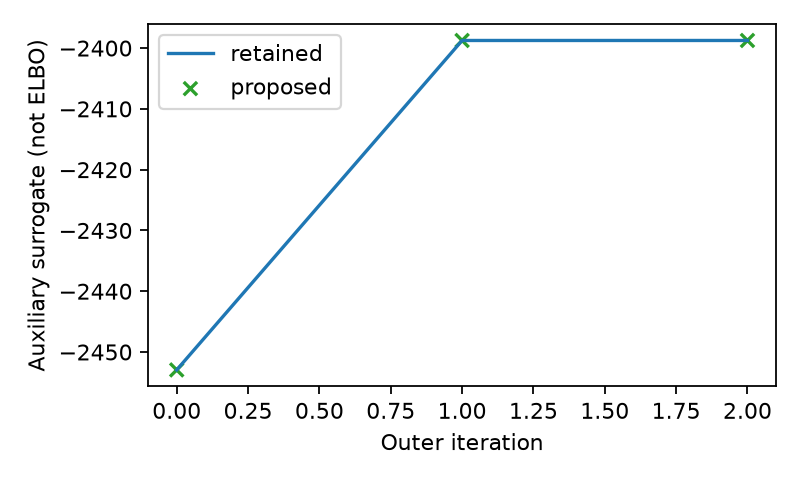 Auxiliary surrogate (not ELBO)
−2400
−2410
−2420
−2430
−2440
−2450
retained
proposed
0.00 0.25 0.50 0.75 1.00 1.25 1.50 1.75 2.00
Outer iteration